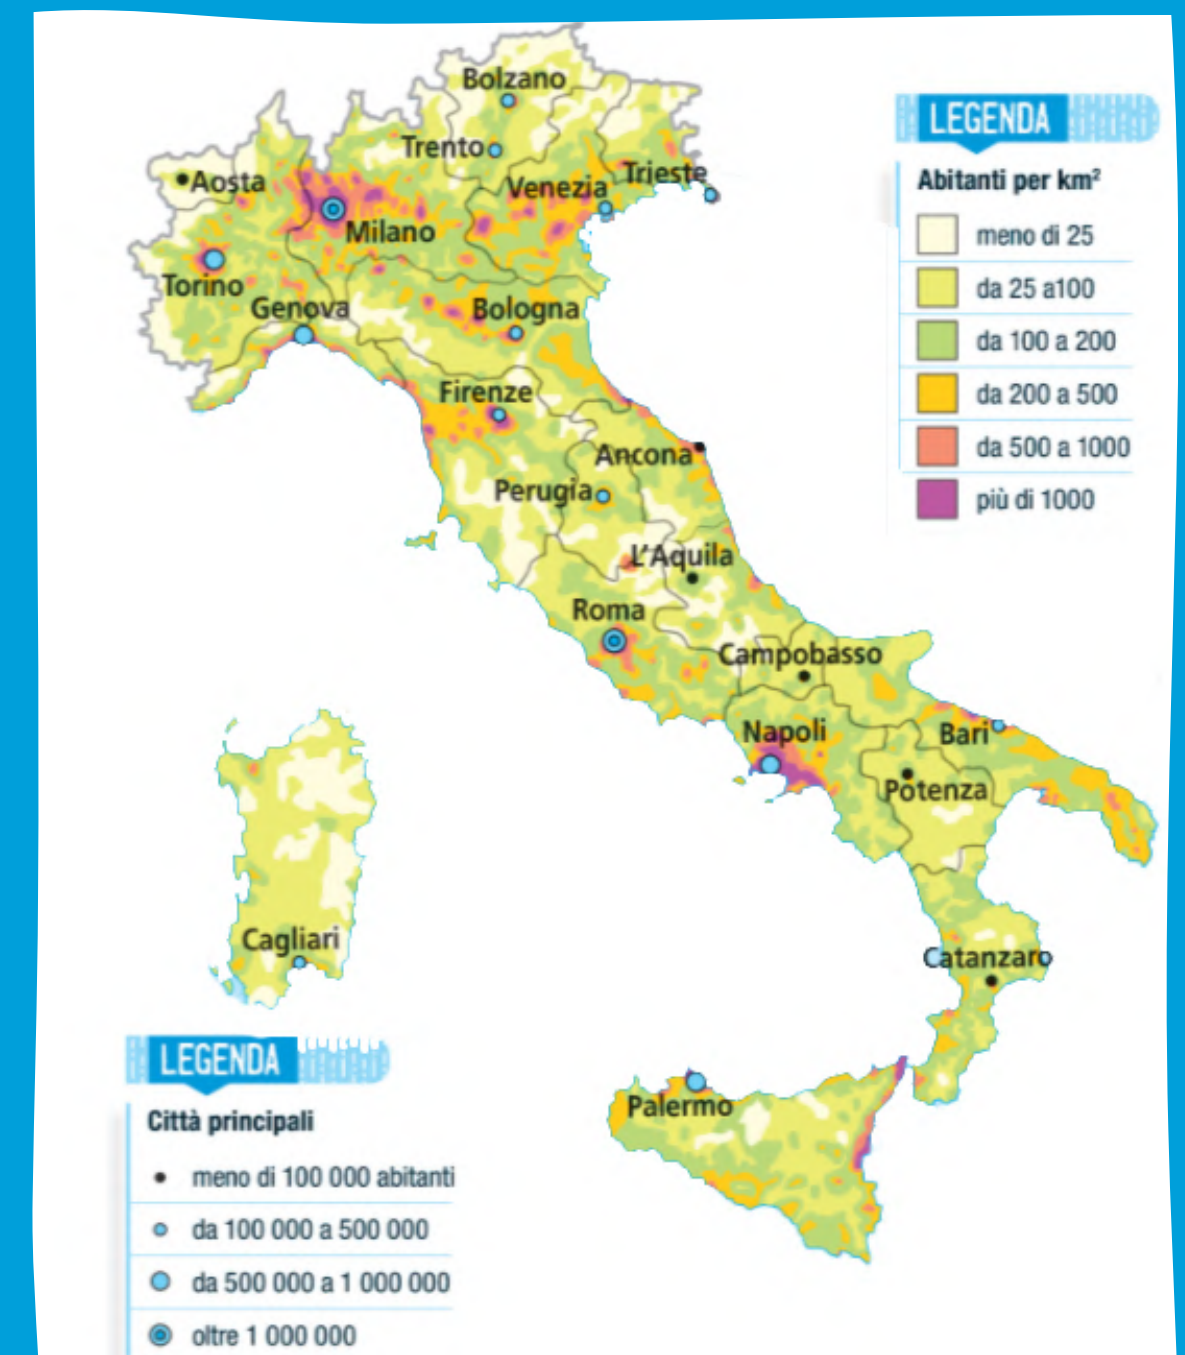 Bolzano
Trento
Aosta
Venezia
Trieste
Milano
Torino
Genova
Bologna
Firenze
Ancona
Perugia
L'Aquila
Roma
Campobasso
Napoli
Bari
Potenza
Cagliari
Catanzaro
Palermo
LEGENDA
Abitanti per km²
meno di 25
da 25 a100
da 100 a 200
da 200 a 500
da 500 a 1000
più di 1000
LEGENDA
Città principali
meno di 100 000 abitanti
da 100 000 a 500 000
da 500 000 a 1 000 000
oltre 1 000 000